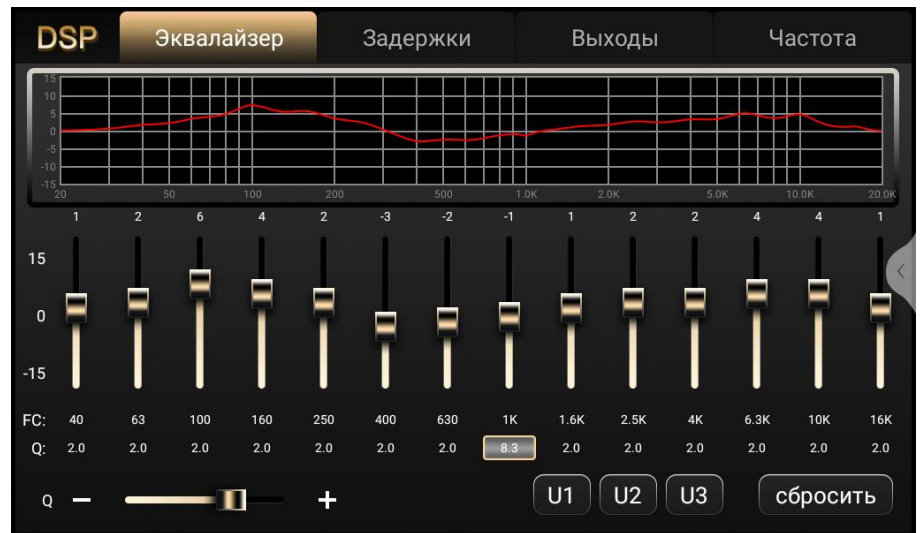 DSP Эквалайзер Задержки Выходы Частота
15
10
5
0
-5
-10
-15
20 50 100 200 500 1.0K 2.0K 5.0K 10.0K 20.0K
1 2 6 4 2 -3 -2 -1 1 2 2 4 4 1
15
0
-15
FC: 40 63 100 160 250 400 630 1K 1.6K 2.5K 4K 6.3K 10K 16K
Q: 2.0 2.0 2.0 2.0 2.0 2.0 2.0 8.3 2.0 2.0 2.0 2.0 2.0 2.0
Q − + U1 U2 U3 сбросить